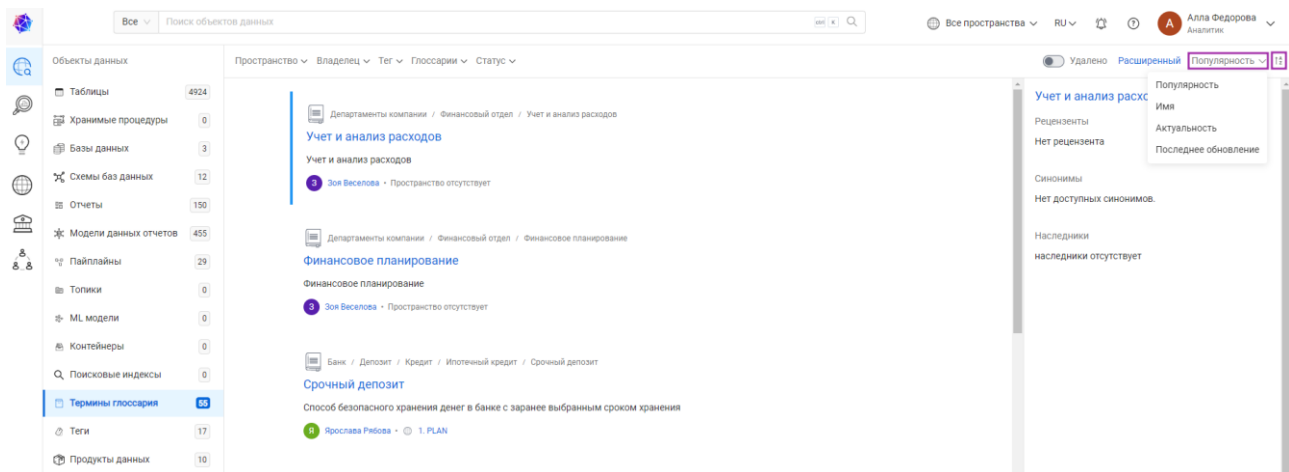 Все
Поиск объектов данных
Ctrl K
Все пространства
RU
А
Алла Федорова
Аналитик
Объекты данных
Пространство Владелец Тег Глоссарии Статус
Удалено Расширенный Популярность
Таблицы 4924
Хранимые процедуры 0
Базы данных 3
Схемы баз данных 12
Отчеты 150
Модели данных отчетов 455
Пайплайны 29
Топики 0
ML модели 0
Контейнеры 0
Поисковые индексы 0
Термины глоссария 55
Теги 17
Продукты данных 10
Департаменты компании / Финансовый отдел / Учет и анализ расходов
Учет и анализ расходов
Учет и анализ расходов
З Зоя Веселова • Пространство отсутствует
Департаменты компании / Финансовый отдел / Финансовое планирование
Финансовое планирование
Финансовое планирование
З Зоя Веселова • Пространство отсутствует
Банк / Депозит / Кредит / Ипотечный кредит / Срочный депозит
Срочный депозит
Способ безопасного хранения денег в банке с заранее выбранным сроком хранения
Я Ярослава Рябова • 1. PLAN
Популярность
Имя
Актуальность
Последнее обновление
Учет и анализ расхо
Рецензенты
Нет рецензента
Синонимы
Нет доступных синонимов.
Наследники
наследники отсутствует